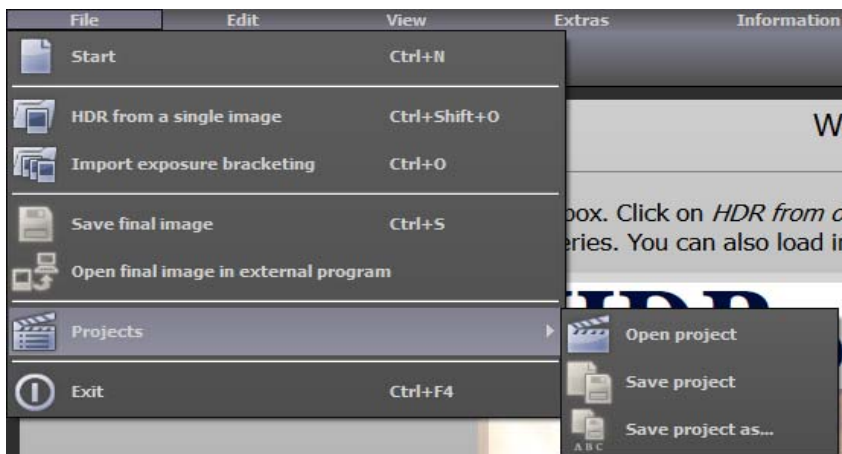 File Edit View Extras Information
Start Ctrl+N
HDR from a single image Ctrl+Shift+O
Import exposure bracketing Ctrl+O
Save final image Ctrl+S
Open final image in external program
Projects
Exit Ctrl+F4
Open project
Save project
Save project as...
ABC
W
box. Click on HDR from o
eries. You can also load i
HDR